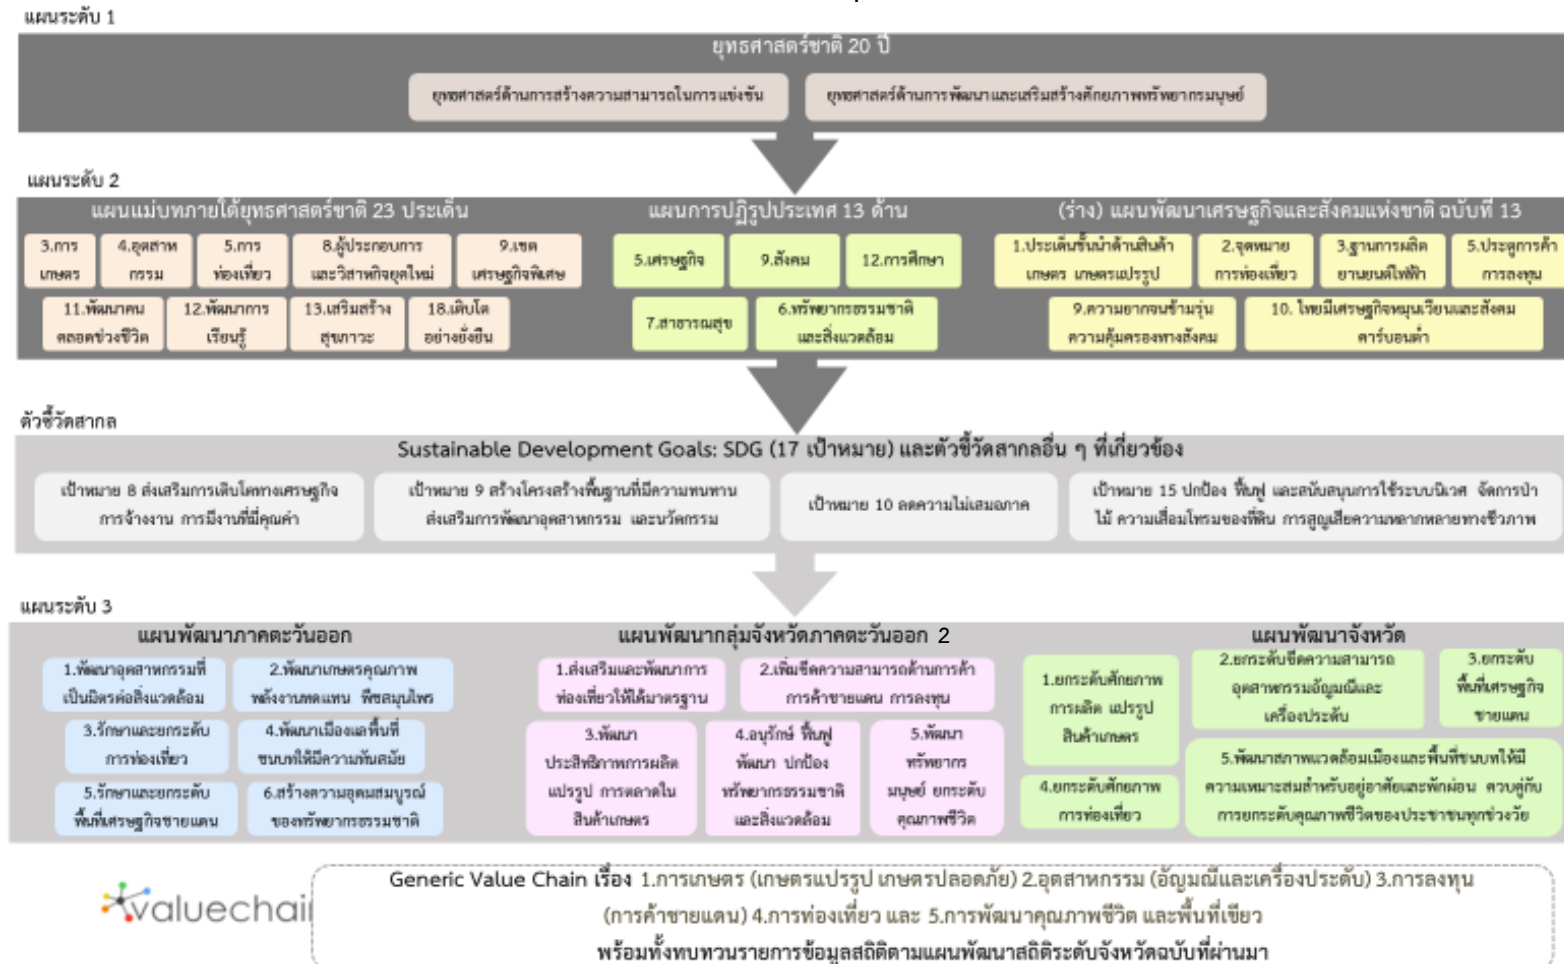 แผนระดับ 1
ยุทธศาสตร์ชาติ 20 ปี
ยุทธศาสตร์ด้านการสร้างความสามารถในการแข่งขัน
ยุทธศาสตร์ด้านการพัฒนาและเสริมสร้างศักยภาพทรัพยากรมนุษย์
แผนระดับ 2
แผนแม่บทภายใต้ยุทธศาสตร์ชาติ 23 ประเด็น
3.การ
เกษตร
4.อุตสาห
กรรม
5.การ
ท่องเที่ยว
8.ผู้ประกอบการ
และวิสาหกิจยุคใหม่
9.เขต
เศรษฐกิจพิเศษ
11.พัฒนาคน
ตลอดช่วงชีวิต
12.พัฒนาการ
เรียนรู้
13.เสริมสร้าง
สุขภาวะ
18.เติบโต
อย่างยั่งยืน
แผนการปฏิรูปประเทศ 13 ด้าน
5.เศรษฐกิจ
9.สังคม
12.การศึกษา
7.สาธารณสุข
6.ทรัพยากรธรรมชาติ
และสิ่งแวดล้อม
(ร่าง) แผนพัฒนาเศรษฐกิจและสังคมแห่งชาติ ฉบับที่ 13
1.ประเด็นชั้นนำด้านสินค้า
เกษตร เกษตรแปรรูป
2.จุดหมาย
การท่องเที่ยว
3.ฐานการผลิต
ยานยนต์ไฟฟ้า
5.ประตูการค้า
การลงทุน
9.ความยากจนข้ามรุ่น
ความคุ้มครองทางสังคม
10. ไทยมีเศรษฐกิจหมุนเวียนและสังคม
คาร์บอนต่ำ
ตัวชี้วัดสากล
Sustainable Development Goals: SDG (17 เป้าหมาย) และตัวชี้วัดสากลอื่น ๆ ที่เกี่ยวข้อง
เป้าหมาย 8 ส่งเสริมการเติบโตทางเศรษฐกิจ
การจ้างงาน การมีงานที่มีคุณค่า
เป้าหมาย 9 สร้างโครงสร้างพื้นฐานที่มีความทนทาน
ส่งเสริมการพัฒนาอุตสาหกรรม และนวัตกรรม
เป้าหมาย 10 ลดความไม่เสมอภาค
เป้าหมาย 15 ปกป้อง ฟื้นฟู และสนับสนุนการใช้ระบบนิเวศ จัดการป่า
ไม้ ความเสื่อมโทรมของที่ดิน การสูญเสียความหลากหลายทางชีวภาพ
แผนระดับ 3
แผนพัฒนาภาคตะวันออก
1.พัฒนาอุตสาหกรรมที่
เป็นมิตรต่อสิ่งแวดล้อม
2.พัฒนาเกษตรคุณภาพ
พลังงานทดแทน พืชสมุนไพร
3.รักษาและยกระดับ
การท่องเที่ยว
4.พัฒนาเมืองและพื้นที่
ชนบทให้มีความทันสมัย
5.รักษาและยกระดับ
พื้นที่เศรษฐกิจชายแดน
6.สร้างความอุดมสมบูรณ์
ของทรัพยากรธรรมชาติ
แผนพัฒนากลุ่มจังหวัดภาคตะวันออก 2
1.ส่งเสริมและพัฒนาการ
ท่องเที่ยวให้ได้มาตรฐาน
2.เพิ่มขีดความสามารถด้านการค้า
การค้าชายแดน การลงทุน
3.พัฒนา
ประสิทธิภาพการผลิต
แปรรูป การตลาดใน
สินค้าเกษตร
4.อนุรักษ์ ฟื้นฟู
พัฒนา ปกป้อง
ทรัพยากรธรรมชาติ
และสิ่งแวดล้อม
5.พัฒนา
ทรัพยากร
มนุษย์ ยกระดับ
คุณภาพชีวิต
แผนพัฒนาจังหวัด
1.ยกระดับศักยภาพ
การผลิต แปรรูป
สินค้าเกษตร
2.ยกระดับขีดความสามารถ
อุตสาหกรรมอัญมณีและ
เครื่องประดับ
3.ยกระดับ
พื้นที่เศรษฐกิจ
ชายแดน
4.ยกระดับศักยภาพ
การท่องเที่ยว
5.พัฒนาสภาพแวดล้อมเมืองและพื้นที่ชนบทให้มี
ความเหมาะสมสำหรับอยู่อาศัยและพักผ่อน ควบคู่กับ
การยกระดับคุณภาพชีวิตของประชาชนทุกช่วงวัย
valuechai
Generic Value Chain เรื่อง 1.การเกษตร (เกษตรแปรรูป เกษตรปลอดภัย) 2.อุตสาหกรรม (อัญมณีและเครื่องประดับ) 3.การลงทุน
(การค้าชายแดน) 4.การท่องเที่ยว และ 5.การพัฒนาคุณภาพชีวิต และพื้นที่เขียว
พร้อมทั้งทบทวนรายการข้อมูลสถิติตามแผนพัฒนาสถิติระดับจังหวัดฉบับที่ผ่านมา